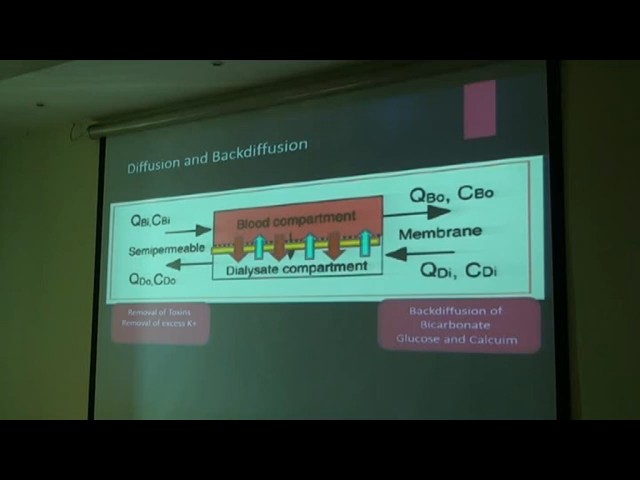 Diffusion and Backdiffusion
QBi,CBi
Blood compartment
QBo, CBo
Semipermeable
Membrane
QDo,CDo
Dialysate compartment
QDi, CDi
Removal of Toxins
Removal of excess K+
Backdiffusion of
Bicarbonate
Glucose and Calcuim